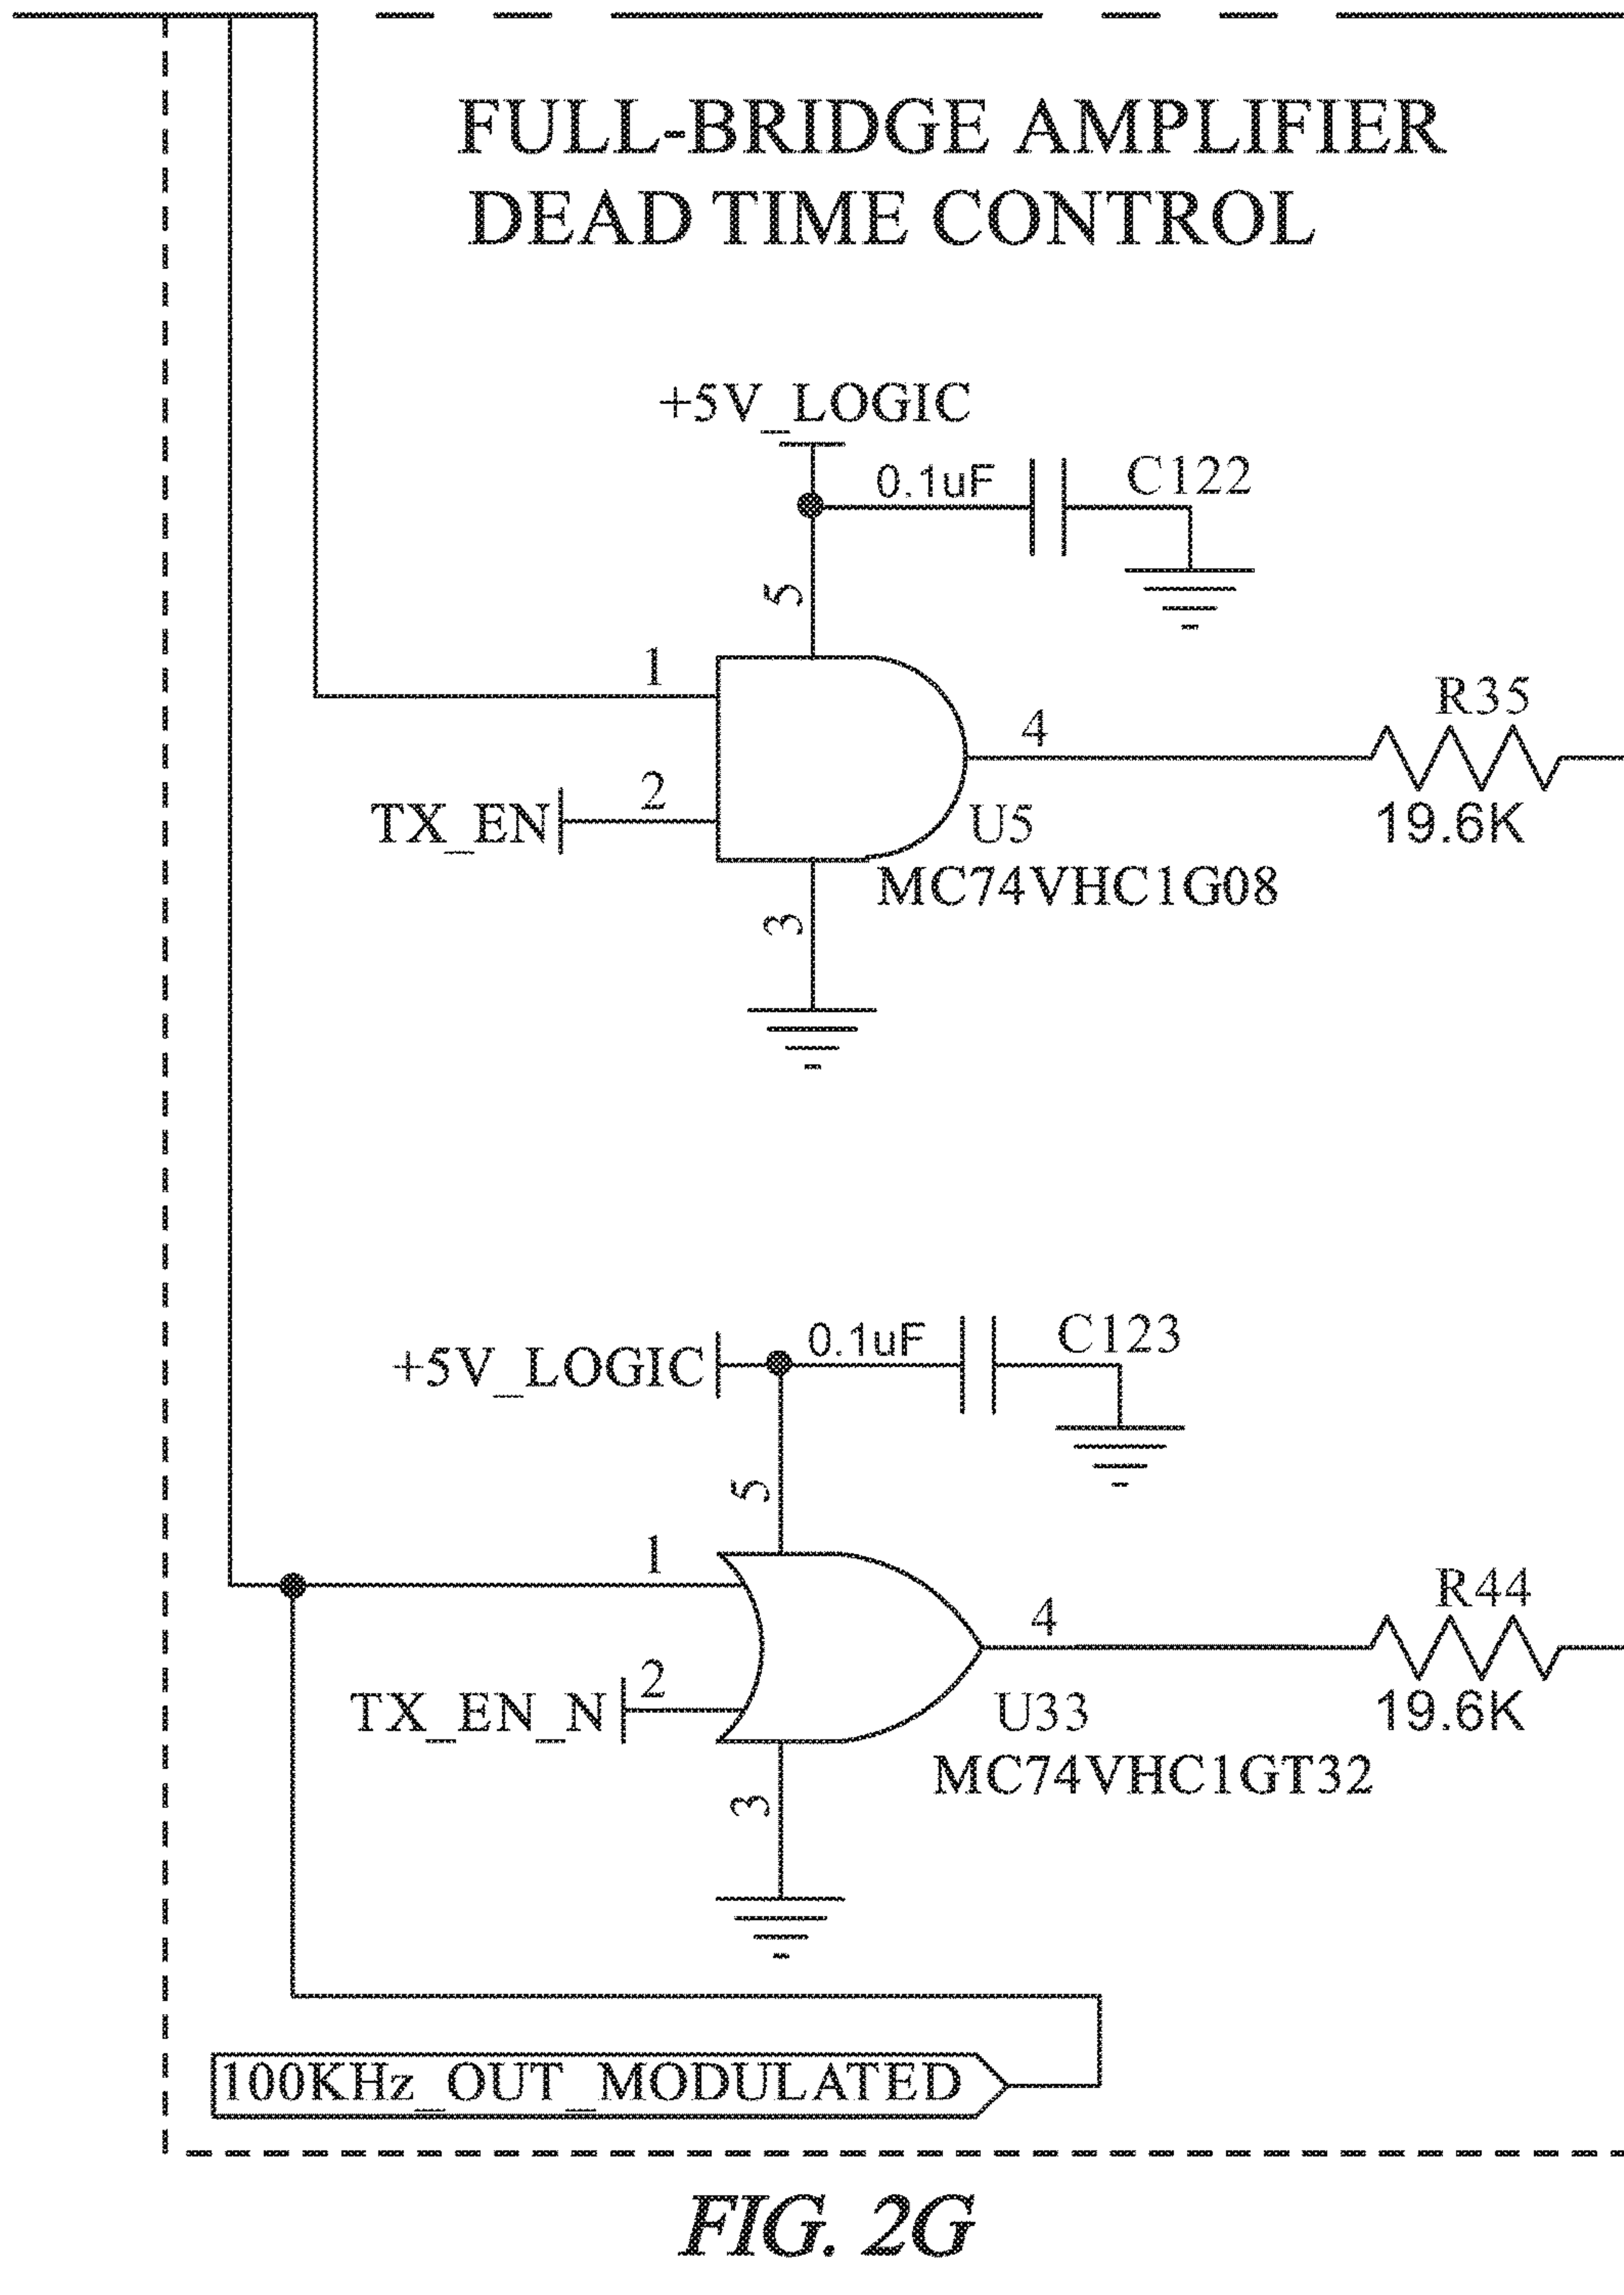 FULL-BRIDGE AMPLIFIER
DEAD TIME CONTROL
+5V_LOGIC
0.1uF
C122
5
1
R35
4
2
TX_EN
U5
19.6K
MC74VHC1G08
3
+5V_LOGIC
0.1uF
C123
5
1
R44
4
2
TX_EN_N
U33
19.6K
MC74VHC1GT32
3
100KHz_OUT_MODULATED
FIG. 2G